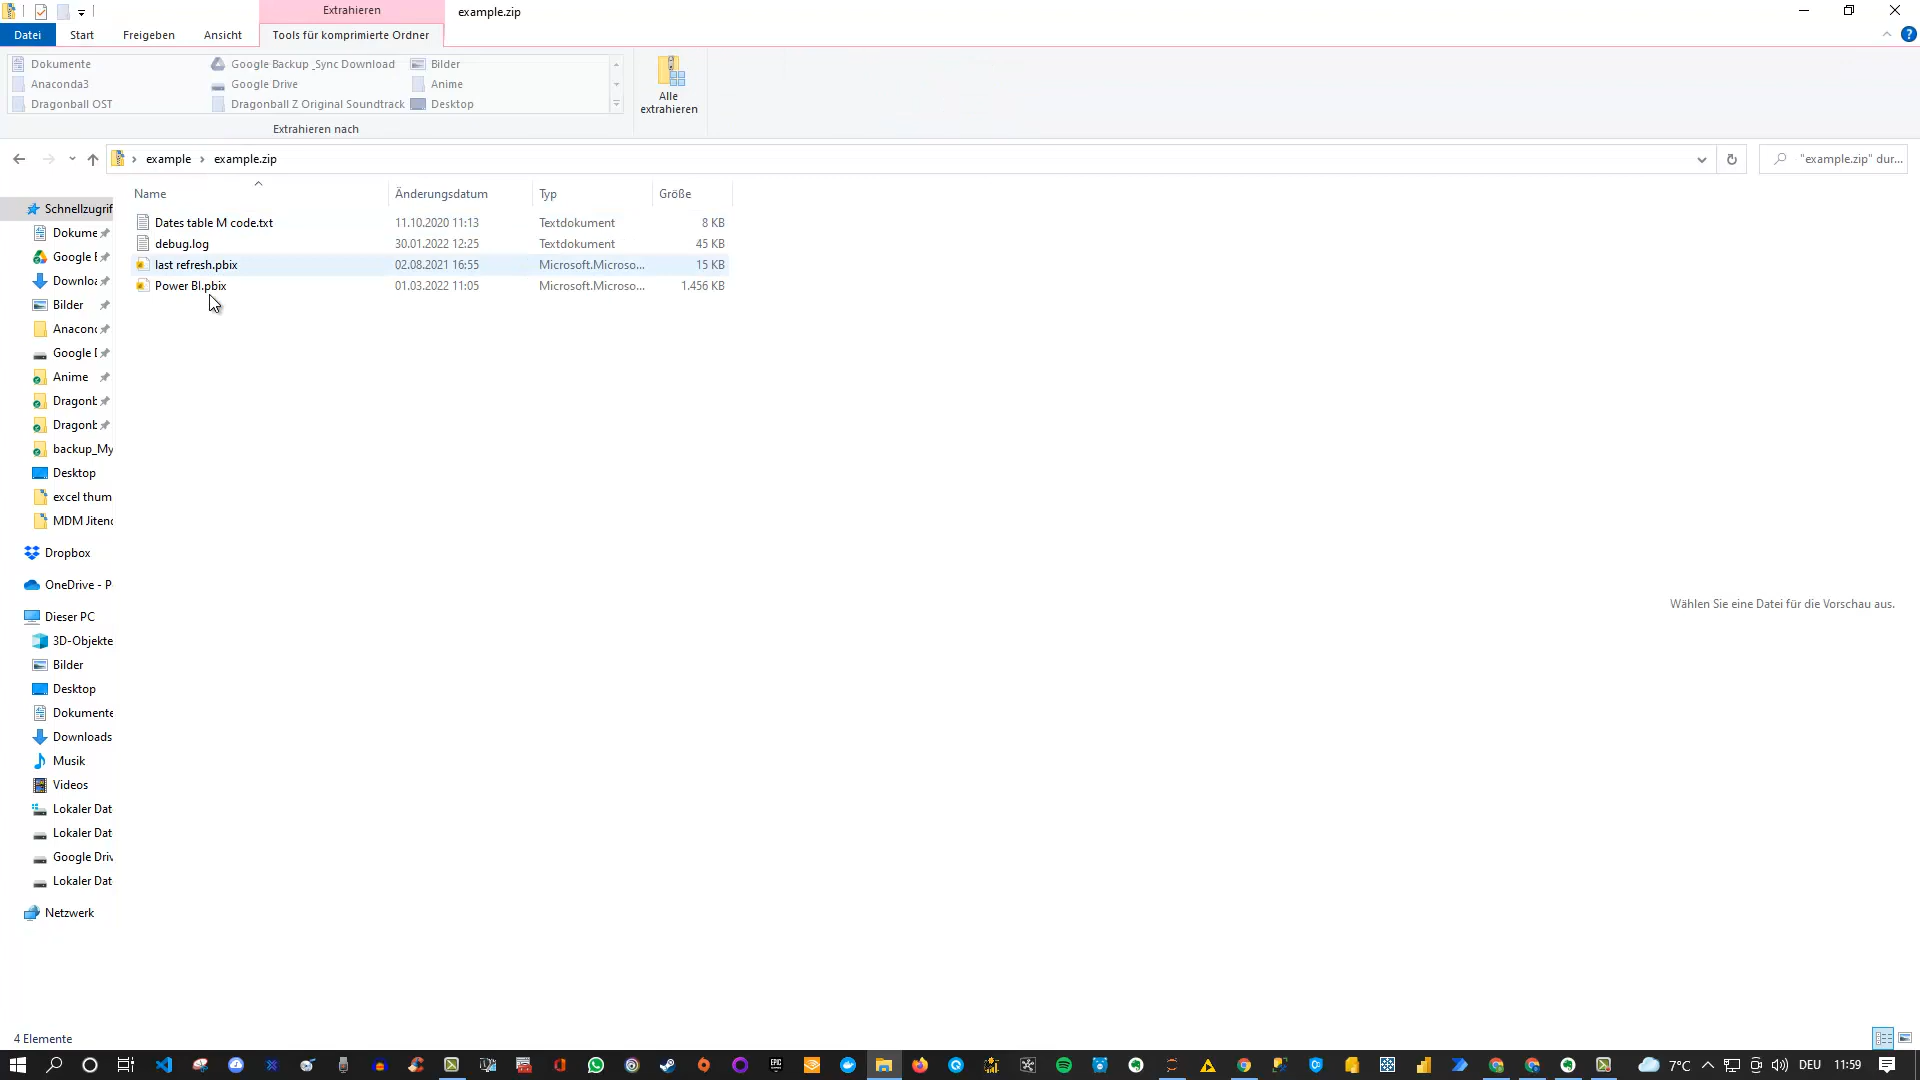 Extrahieren
example.zip
Datei
Start
Freigeben
Ansicht
Tools für komprimierte Ordner
Dokumente
Google Backup _Sync Download
Bilder
Anaconda3
Google Drive
Anime
Dragonball OST
Dragonball Z Original Soundtrack
Desktop
Alle
extrahieren
Extrahieren nach
example
example.zip
"example.zip" dur...
Name
Änderungsdatum
Typ
Größe
Dates table M code.txt
11.10.2020 11:13
Textdokument
8 KB
debug.log
30.01.2022 12:25
Textdokument
45 KB
last refresh.pbix
02.08.2021 16:55
Microsoft.Microso...
15 KB
Power BI.pbix
01.03.2022 11:05
Microsoft.Microso...
1.456 KB
Schnellzugrif
Dokume
Google E
Downloa
Bilder
Anacond
Google D
Anime
Dragonb
Dragonb
backup_My
Desktop
excel thum
MDM Jitend
Dropbox
OneDrive - P
Dieser PC
3D-Objekte
Bilder
Desktop
Dokumente
Downloads
Musik
Videos
Lokaler Dat
Lokaler Dat
Google Driv
Lokaler Dat
Netzwerk
Wählen Sie eine Datei für die Vorschau aus.
4 Elemente
7°C
DEU
11:59